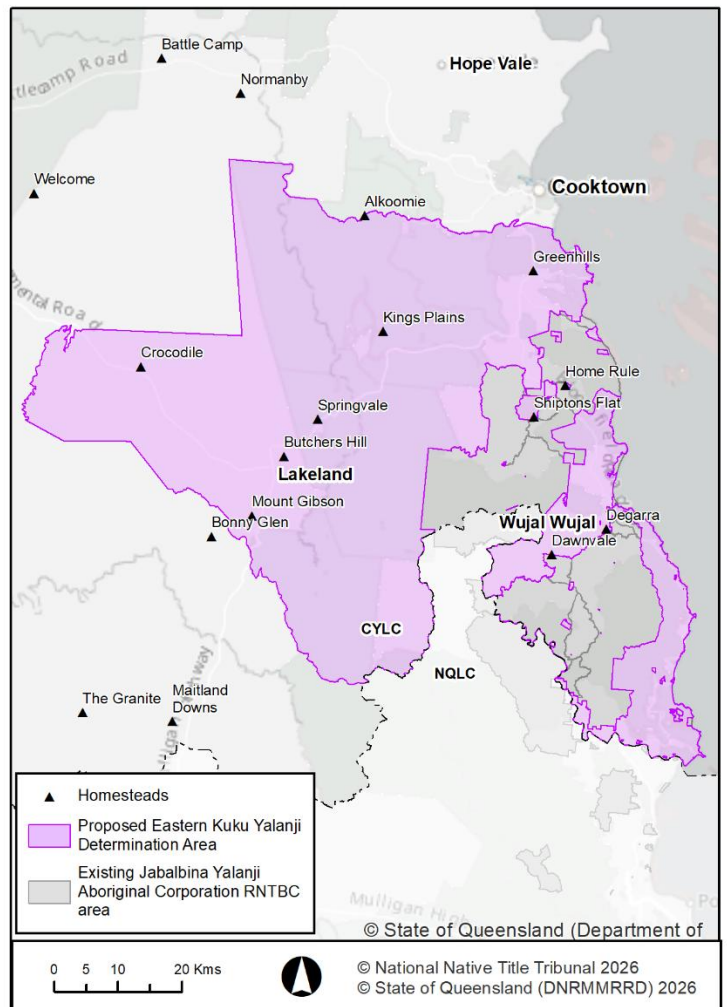 Battle Camp
Hope Vale
Normanby
Welcome
Cooktown
Alkoomie
Greenhills
Kings Plains
Crocodile
Home Rule
Springvale
Shiptons Flat
Butchers Hill
Lakeland
Mount Gibson
Wujal Wujal
Degarra
Bonny Glen
Dawnvale
CYLC
NQLC
The Granite
Maitland
Downs
Mulligan High
Homesteads
Proposed Eastern Kuku Yalanji
Determination Area
Existing Jabalbina Yalanji
Aboriginal Corporation RNTBC
area
© State of Queensland (Department of
0 5 10 20 Kms
© National Native Title Tribunal 2026
© State of Queensland (DNRMMRRD) 2026